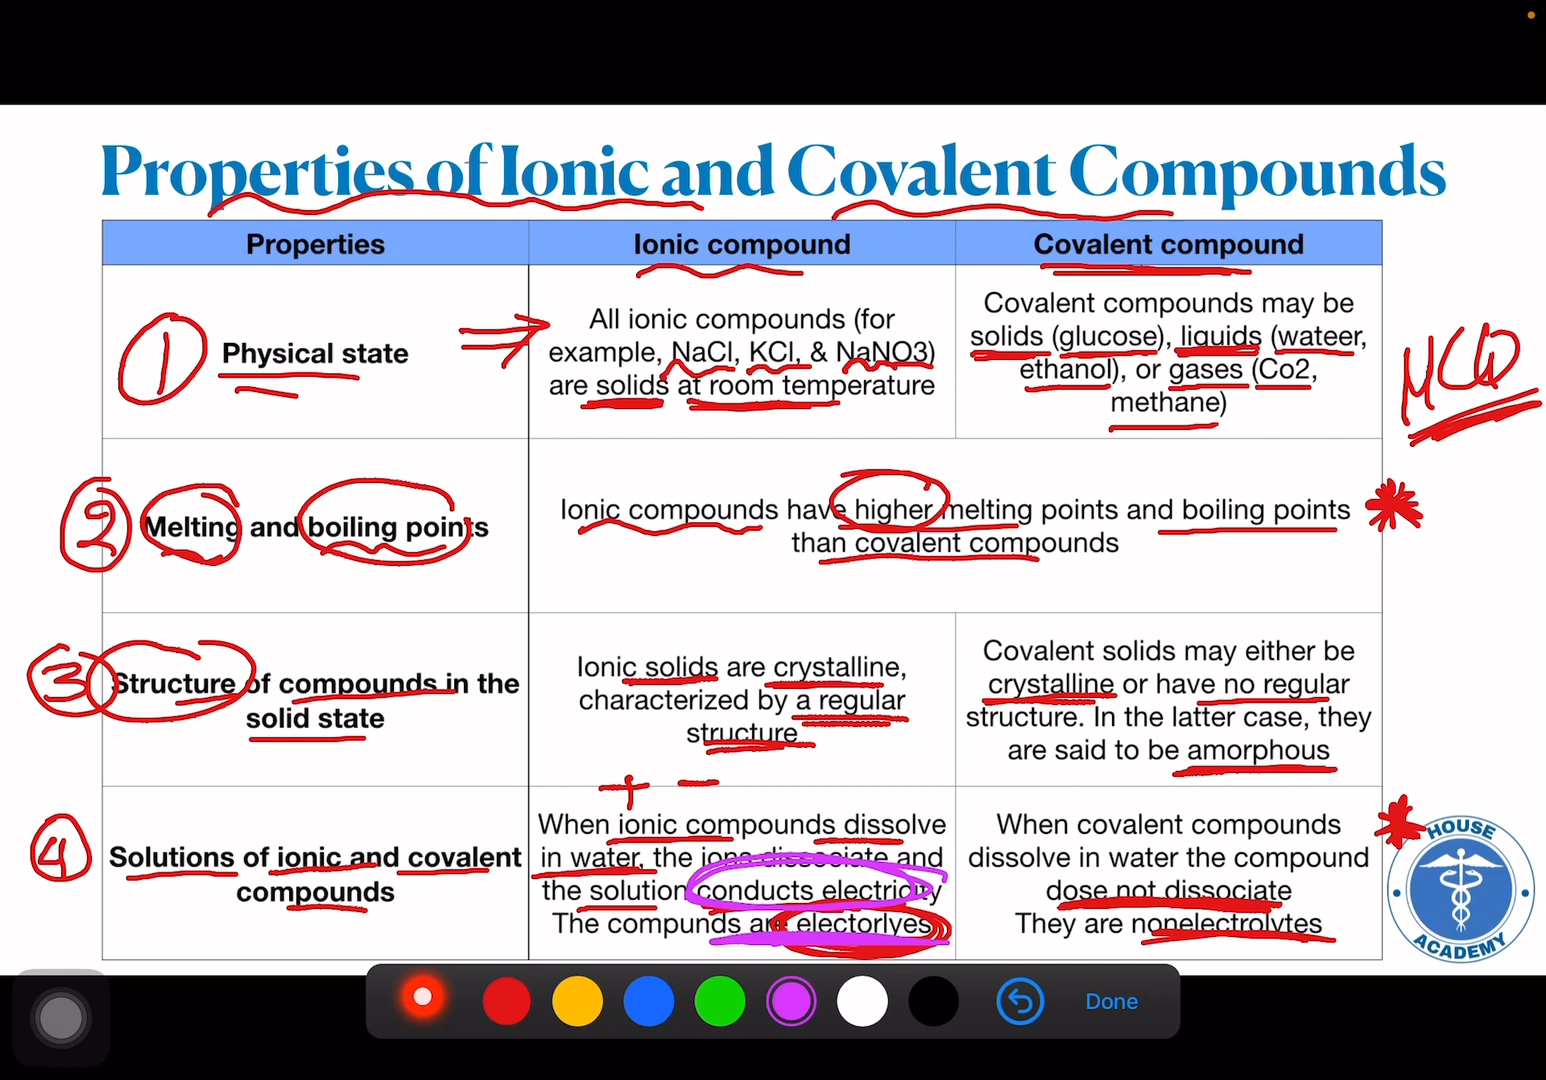 Properties of Ionic and Covalent Compounds
Properties
Ionic compound
Covalent compound
1
Physical state
All ionic compounds (for
example, NaCl, KCl, & NaNO3)
are solids at room temperature
Covalent compounds may be
solids (glucose), liquids (wateer,
ethanol), or gases (Co2,
methane)
MCQ
2
Melting and boiling points
Ionic compounds have higher melting points and boiling points
than covalent compounds
3
Structure of compounds in the
solid state
Ionic solids are crystalline,
characterized by a regular
structure
Covalent solids may either be
crystalline or have no regular
structure. In the latter case, they
are said to be amorphous
+ −
4
Solutions of ionic and covalent
compounds
When ionic compounds dissolve
in water, the ions dissociate and
the solution conducts electricity
The compunds are electorlyes
When covalent compounds
dissolve in water the compound
dose not dissociate
They are nonelectrolytes
HOUSE
ACADEMY
Done